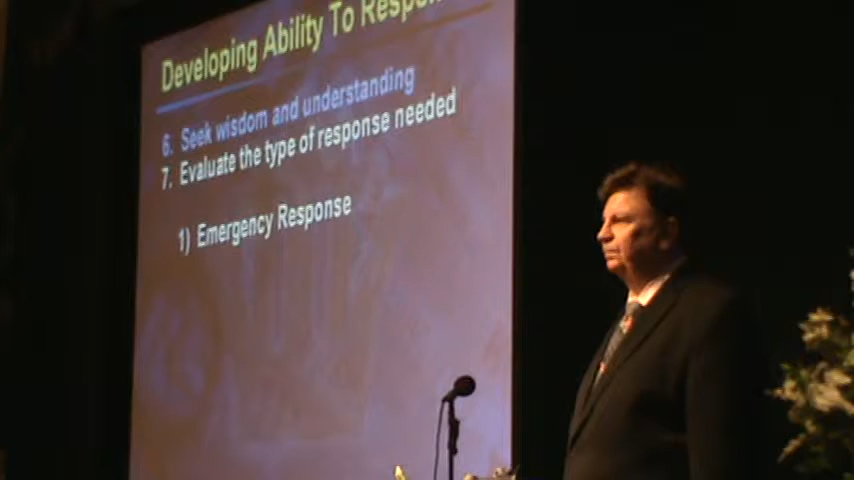 Developing Ability To
6. Seek wisdom and understanding
7. Evaluate the type of response needed
1) Emergency Response